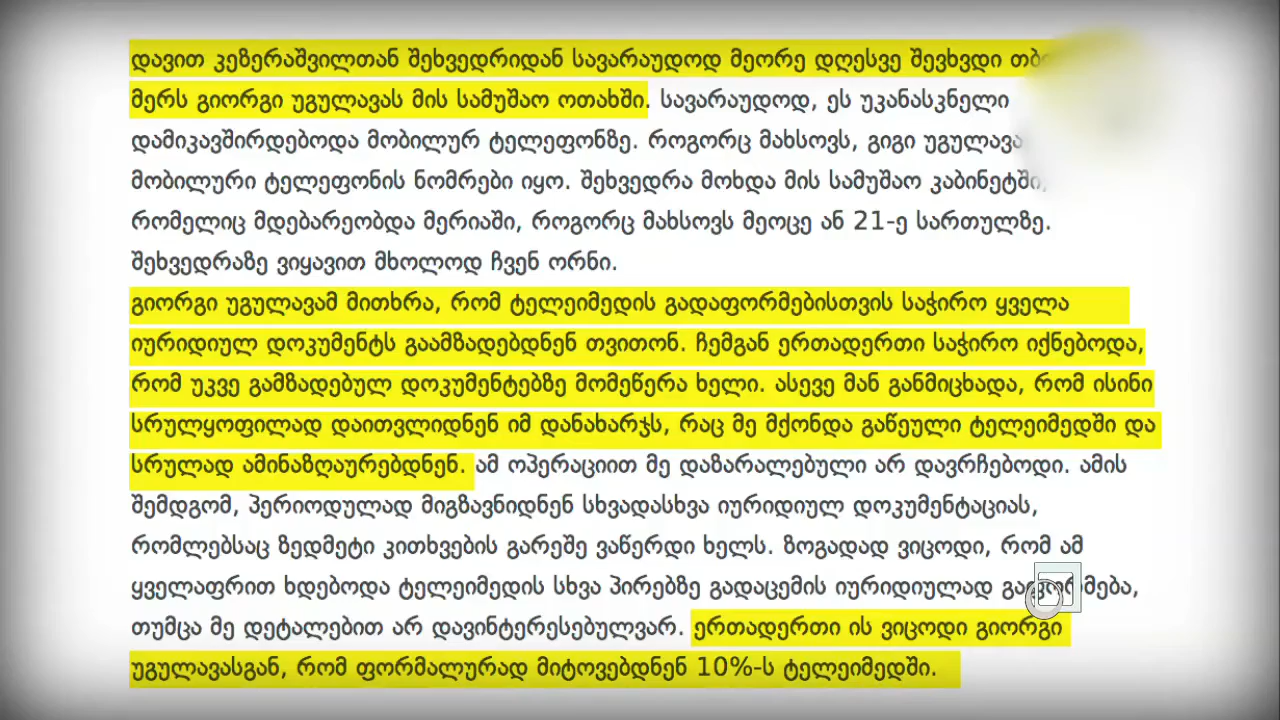 დავით კეზერაშვილთან შეხვედრიდან სავარაუდოდ მეორე დღესვე შევხვდი
მერს გიორგი უგულავას მის სამუშაო ოთახში. სავარაუდოდ, ეს უკანასკნელი
დამიკავშირდებოდა მობილურ ტელეფონზე. როგორც მახსოვს, გიგი უგულავა
მობილური ტელეფონის ნომრები იყო. შეხვედრა მოხდა მის სამუშაო კაბინეტში,
რომელიც მდებარეობდა მერიაში, როგორც მახსოვს მეოცე ან 21-ე სართულზე.
შეხვედრაზე ვიყავით მხოლოდ ჩვენ ორნი.
გიორგი უგულავამ მითხრა, რომ ტელეიმედის გადაფორმებისთვის საჭირო ყველა
იურიდიულ დოკუმენტს გაამზადებდნენ თვითონ. ჩემგან ერთადერთი საჭირო იქნებოდა,
რომ უკვე გამზადებულ დოკუმენტებზე მომეწერა ხელი. ასევე მან განმიცხადა, რომ ისინი
სრულყოფილად დაითვლიდნენ იმ დანახარჯს, რაც მე მქონდა გაწეული ტელეიმედში და
სრულად ამინაზღაურებდნენ. ამ ოპერაციით მე დაზარალებული არ დავრჩებოდი. ამის
შემდგომ, პერიოდულად მიგზავნიდნენ სხვადასხვა იურიდიულ დოკუმენტაციას,
რომლებსაც ზედმეტი კითხვების გარეშე ვაწერდი ხელს. ზოგადად ვიცოდი, რომ ამ
ყველაფრით ხდებოდა ტელეიმედის სხვა პირებზე გადაცემის იურიდიულად გაფორმება,
თუმცა მე დეტალებით არ დავინტერესებულვარ. ერთადერთი ის ვიცოდი გიორგი
უგულავასგან, რომ ფორმალურად მიტოვებდნენ 10%-ს ტელეიმედში.